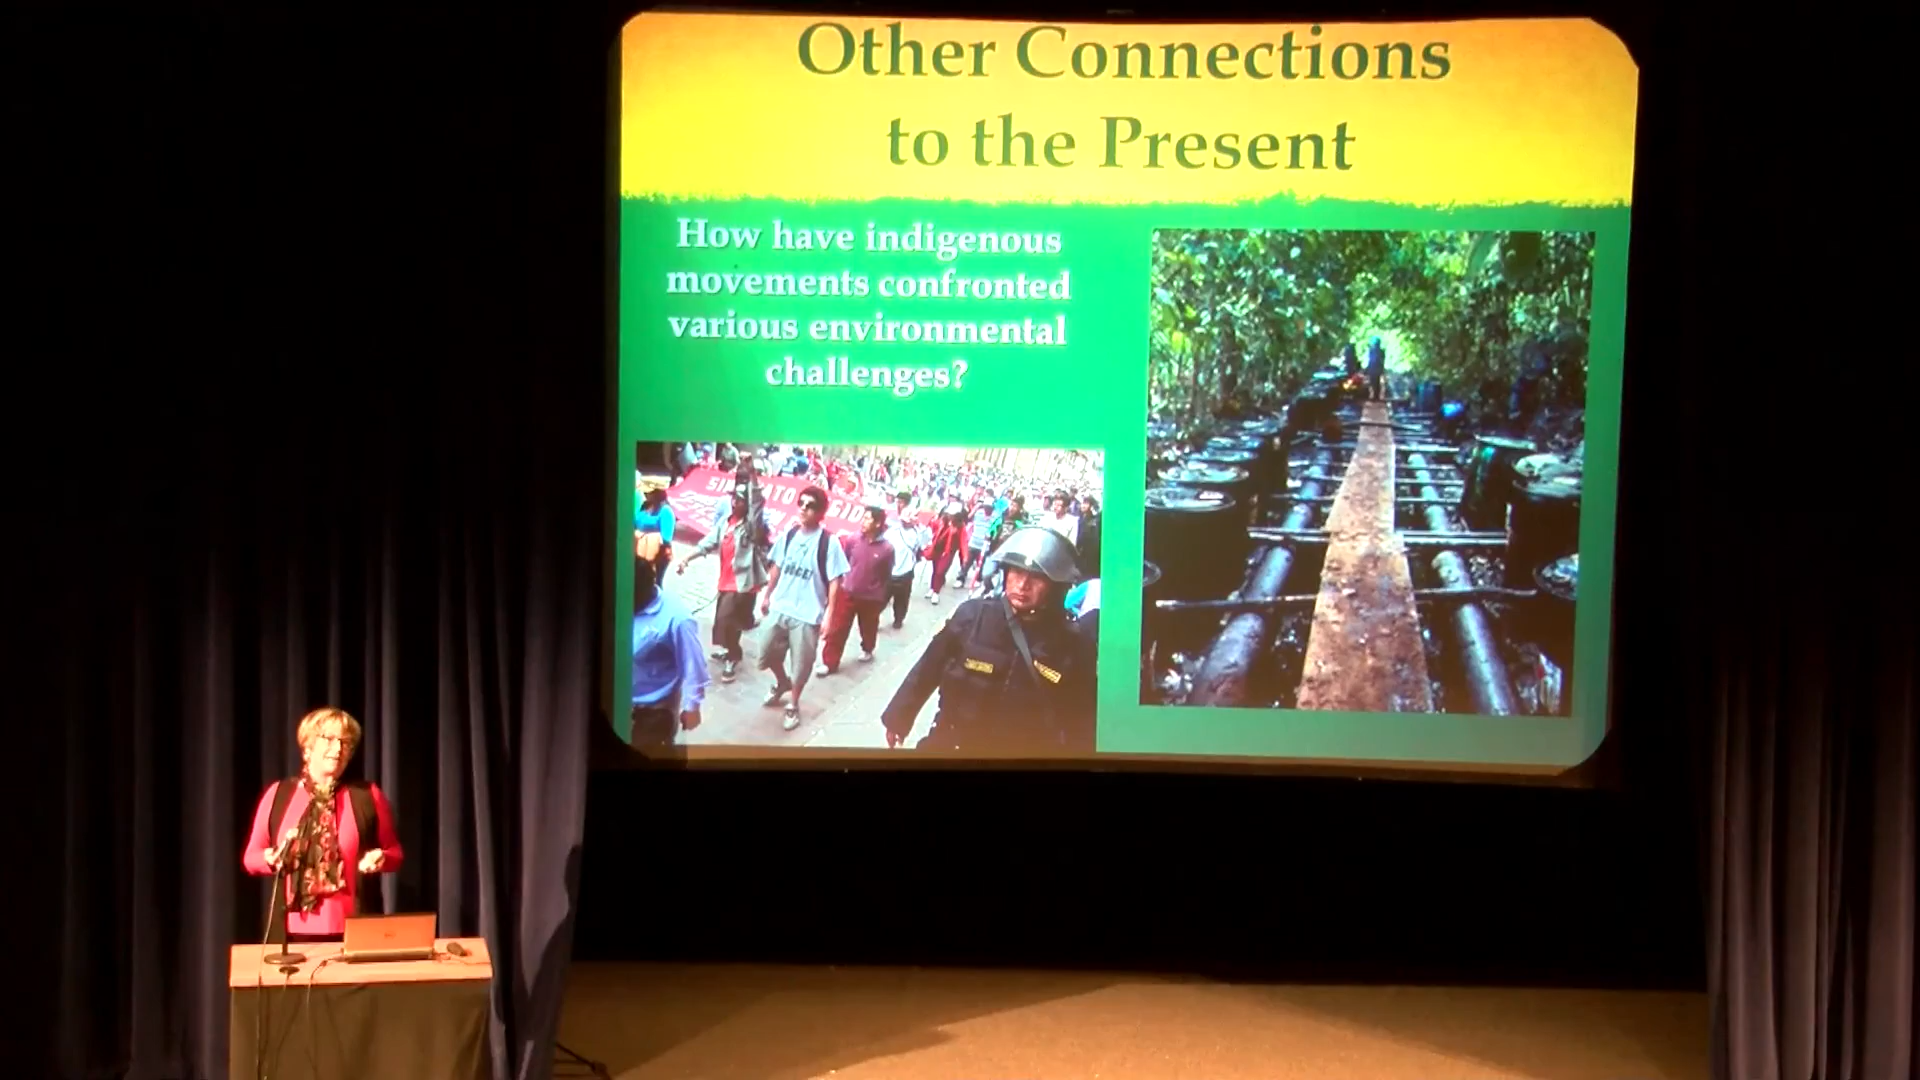 Other Connections
to the Present
How have indigenous
movements confronted
various environmental
challenges?